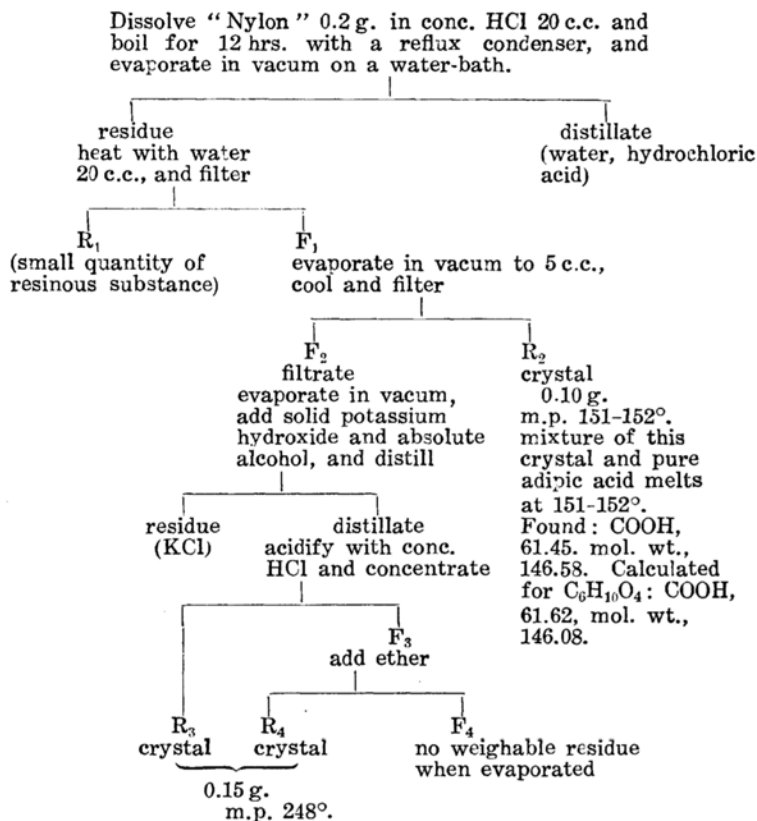 Dissolve “Nylon” 0.2 g. in conc. HCl 20 c.c. and
boil for 12 hrs. with a reflux condenser, and
evaporate in vacum on a water-bath.
residue
heat with water
20 c.c., and filter
distillate
(water, hydrochloric
acid)
R₁
(small quantity of
resinous substance)
F₁
evaporate in vacum to 5 c.c.,
cool and filter
F₂
filtrate
evaporate in vacum,
add solid potassium
hydroxide and absolute
alcohol, and distill
R₂
crystal
0.10 g.
m.p. 151-152°.
mixture of this
crystal and pure
adipic acid melts
at 151-152°.
Found: COOH,
61.45. mol. wt.,
146.58. Calculated
for C₆H₁₀O₄: COOH,
61.62, mol. wt.,
146.08.
residue
(KCl)
distillate
acidify with conc.
HCl and concentrate
F₃
add ether
R₃
crystal
R₄
crystal
F₄
no weighable residue
when evaporated
0.15 g.
m.p. 248°.